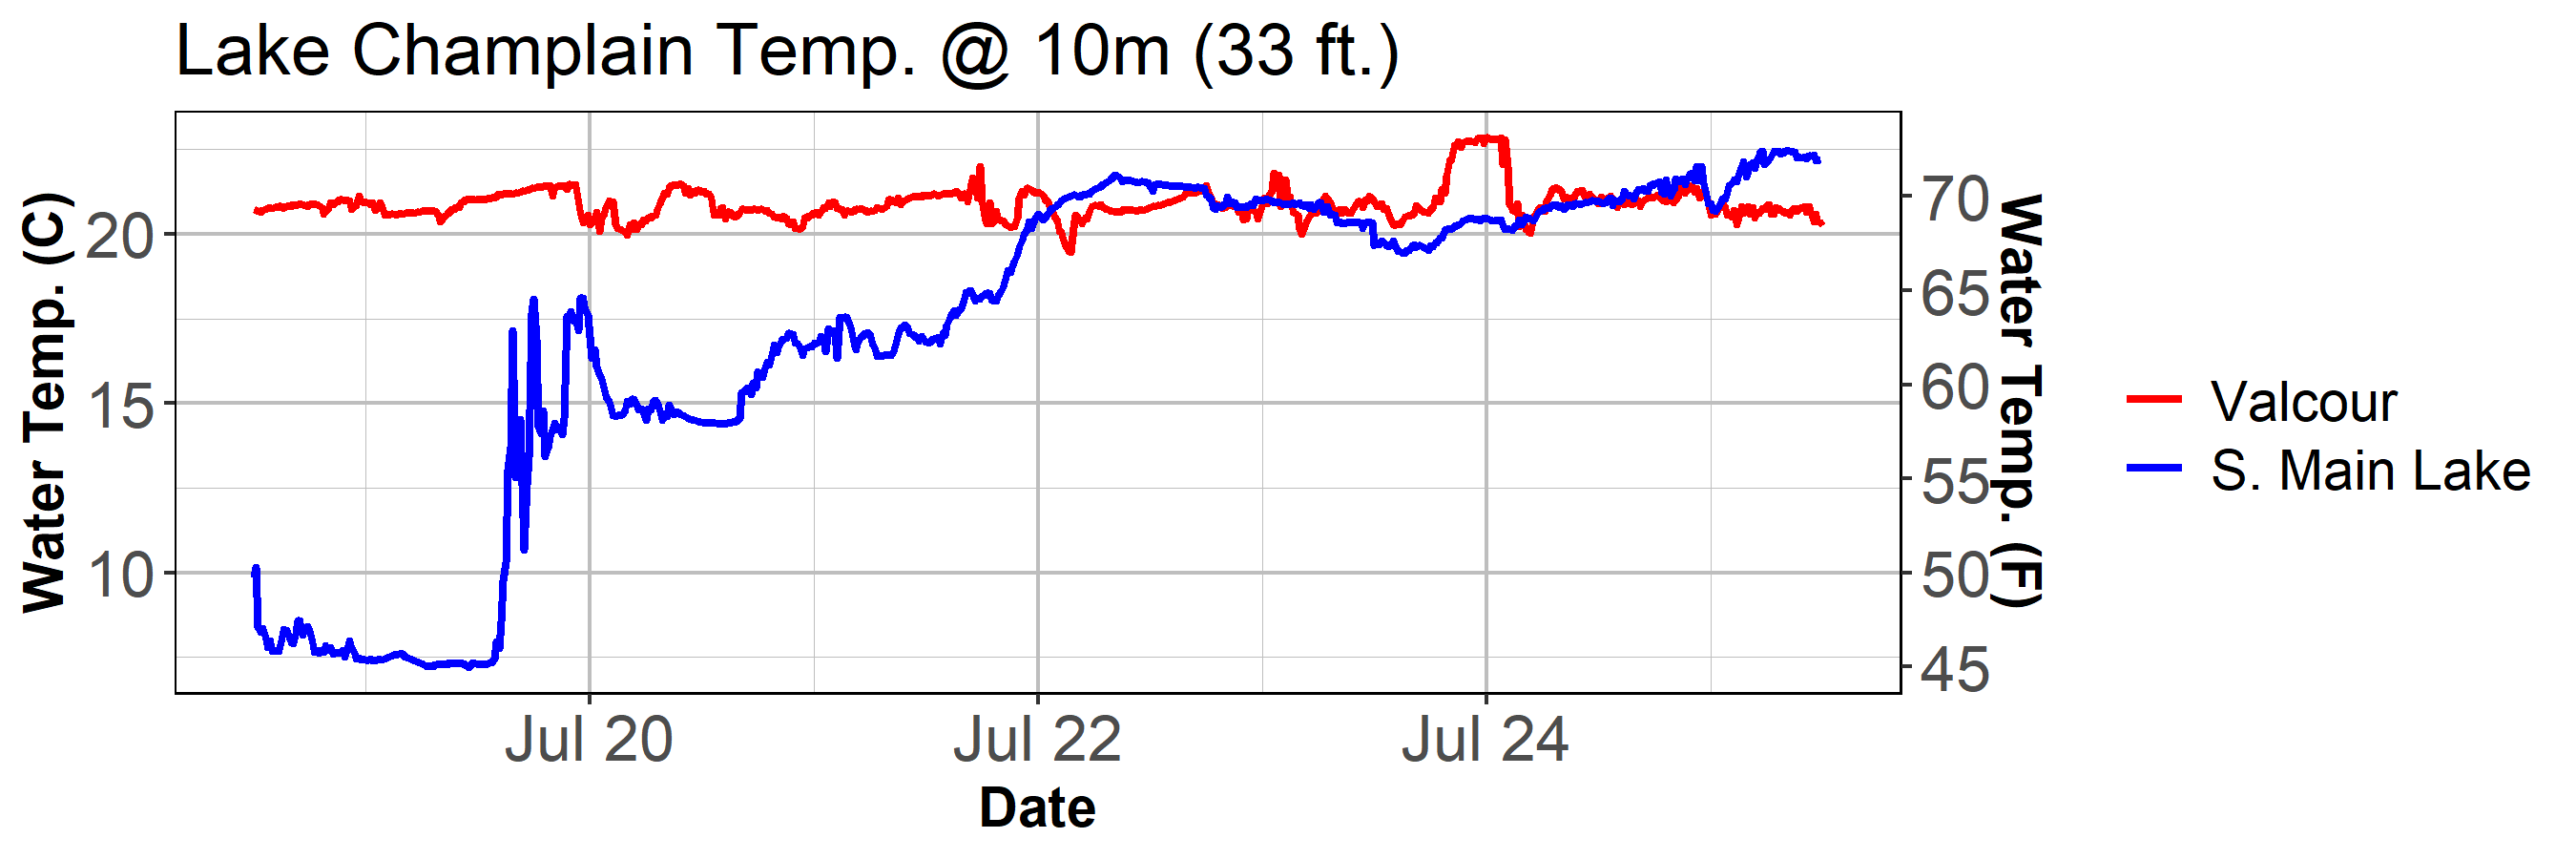 Lake Champlain Temp. @ 10m (33 ft.)
Water Temp. (C)
20
15
10
70
65
60
55
50
45
Water Temp. (F)
Jul 20
Jul 22
Jul 24
Date
Valcour
S. Main Lake